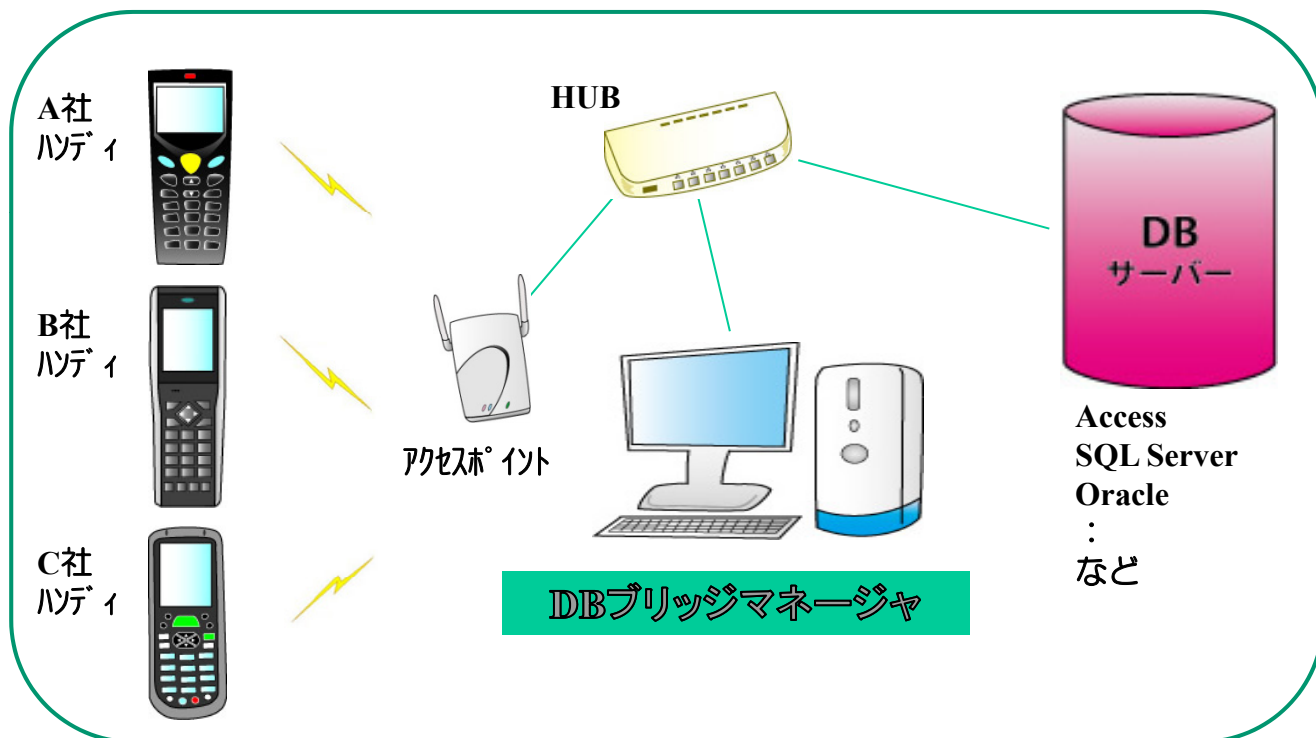 A社
ﾊﾝﾃﾞｨ
HUB
DB
サーバー
B社
ﾊﾝﾃﾞｨ
ｱｸｾｽﾎﾟｲﾝﾄ
Access
SQL Server
Oracle
：
など
C社
ﾊﾝﾃﾞｨ
DBブリッジマネージャ